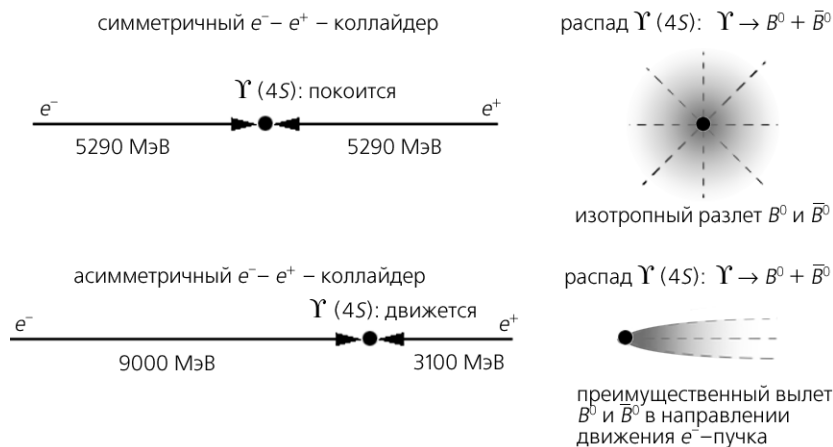 симметричный e⁻ – e⁺ – коллайдер
ϒ (4S): покоится
e⁻
e⁺
5290 МэВ
5290 МэВ
распад ϒ (4S): ϒ → B⁰ + B̅⁰
изотропный разлет B⁰ и B̅⁰
асимметричный e⁻ – e⁺ – коллайдер
ϒ (4S): движется
e⁻
e⁺
9000 МэВ
3100 МэВ
распад ϒ (4S): ϒ → B⁰ + B̅⁰
преимущественный вылет
B⁰ и B̅⁰ в направлении
движения e⁻–пучка